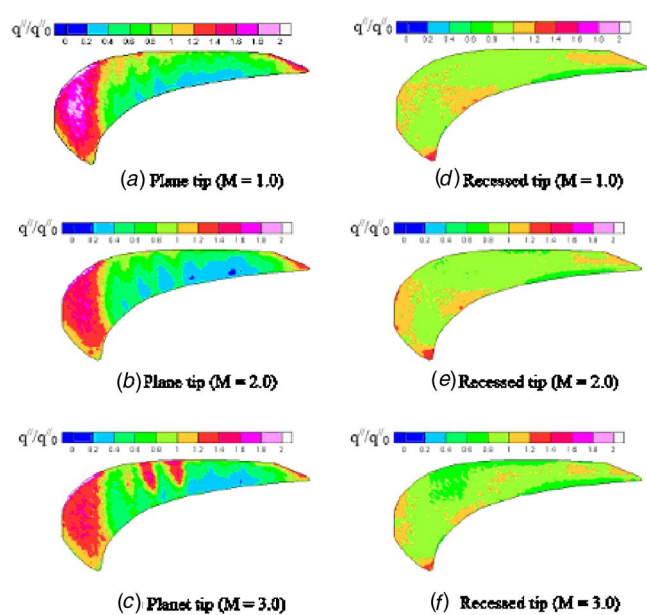 q///q//0
0 0.2 0.4 0.6 0.8 1 1.2 1.4 1.6 1.8 2
(a) Plane tip (M = 1.0)
q///q//0
0 0.2 0.4 0.6 0.8 1 1.2 1.4 1.6 1.8 2
(d) Recessed tip (M = 1.0)
q///q//0
0 0.2 0.4 0.6 0.8 1 1.2 1.4 1.6 1.8 2
(b) Plane tip (M = 2.0)
q///q//0
0 0.2 0.4 0.6 0.8 1 1.2 1.4 1.6 1.8 2
(e) Recessed tip (M = 2.0)
q///q//0
0 0.2 0.4 0.6 0.8 1 1.2 1.4 1.6 1.8 2
(c) Planet tip (M = 3.0)
q///q//0
0 0.2 0.4 0.6 0.8 1 1.2 1.4 1.6 1.8 2
(f) Recessed tip (M = 3.0)